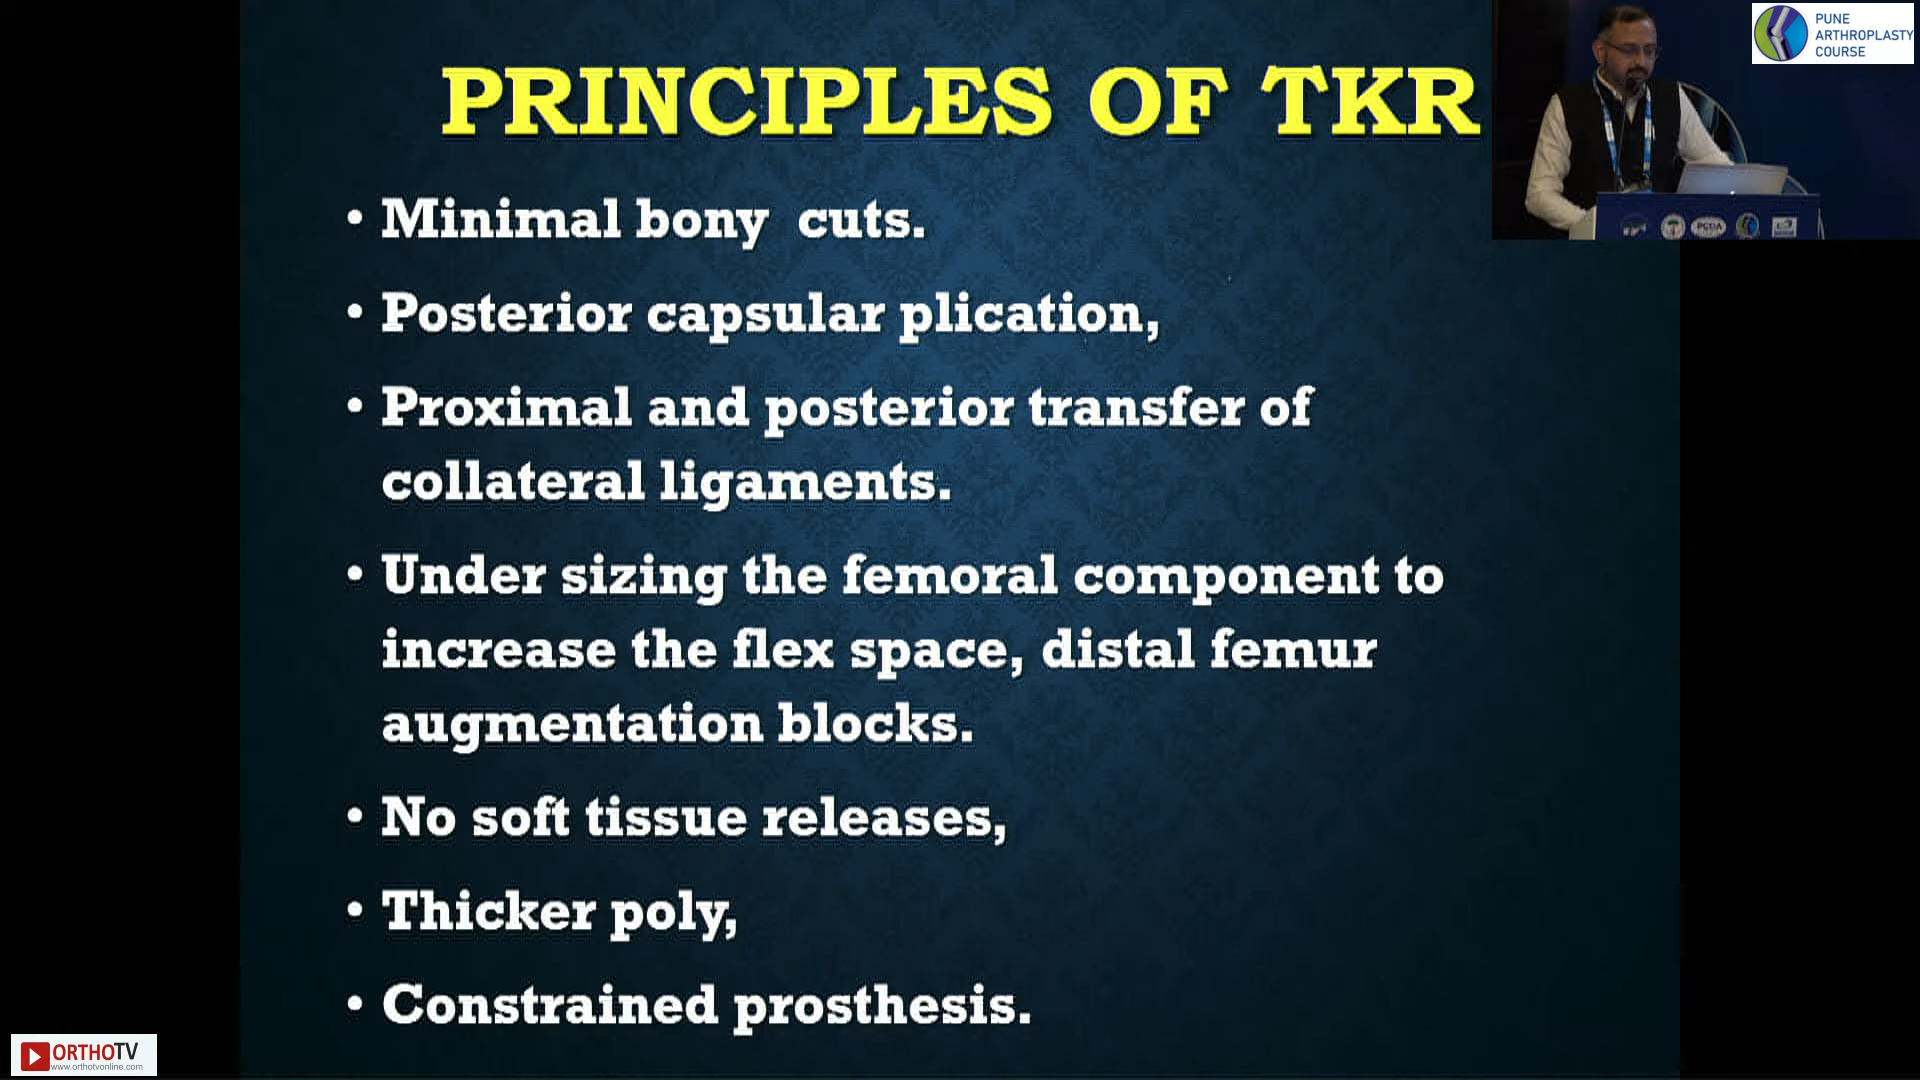 PUNE
ARTHROPLASTY
COURSE
PRINCIPLES OF TKR
• Minimal bony cuts.
• Posterior capsular plication,
• Proximal and posterior transfer of
collateral ligaments.
• Under sizing the femoral component to
increase the flex space, distal femur
augmentation blocks.
• No soft tissue releases,
• Thicker poly,
• Constrained prosthesis.
ORTHOTV
www.orthotvonline.com